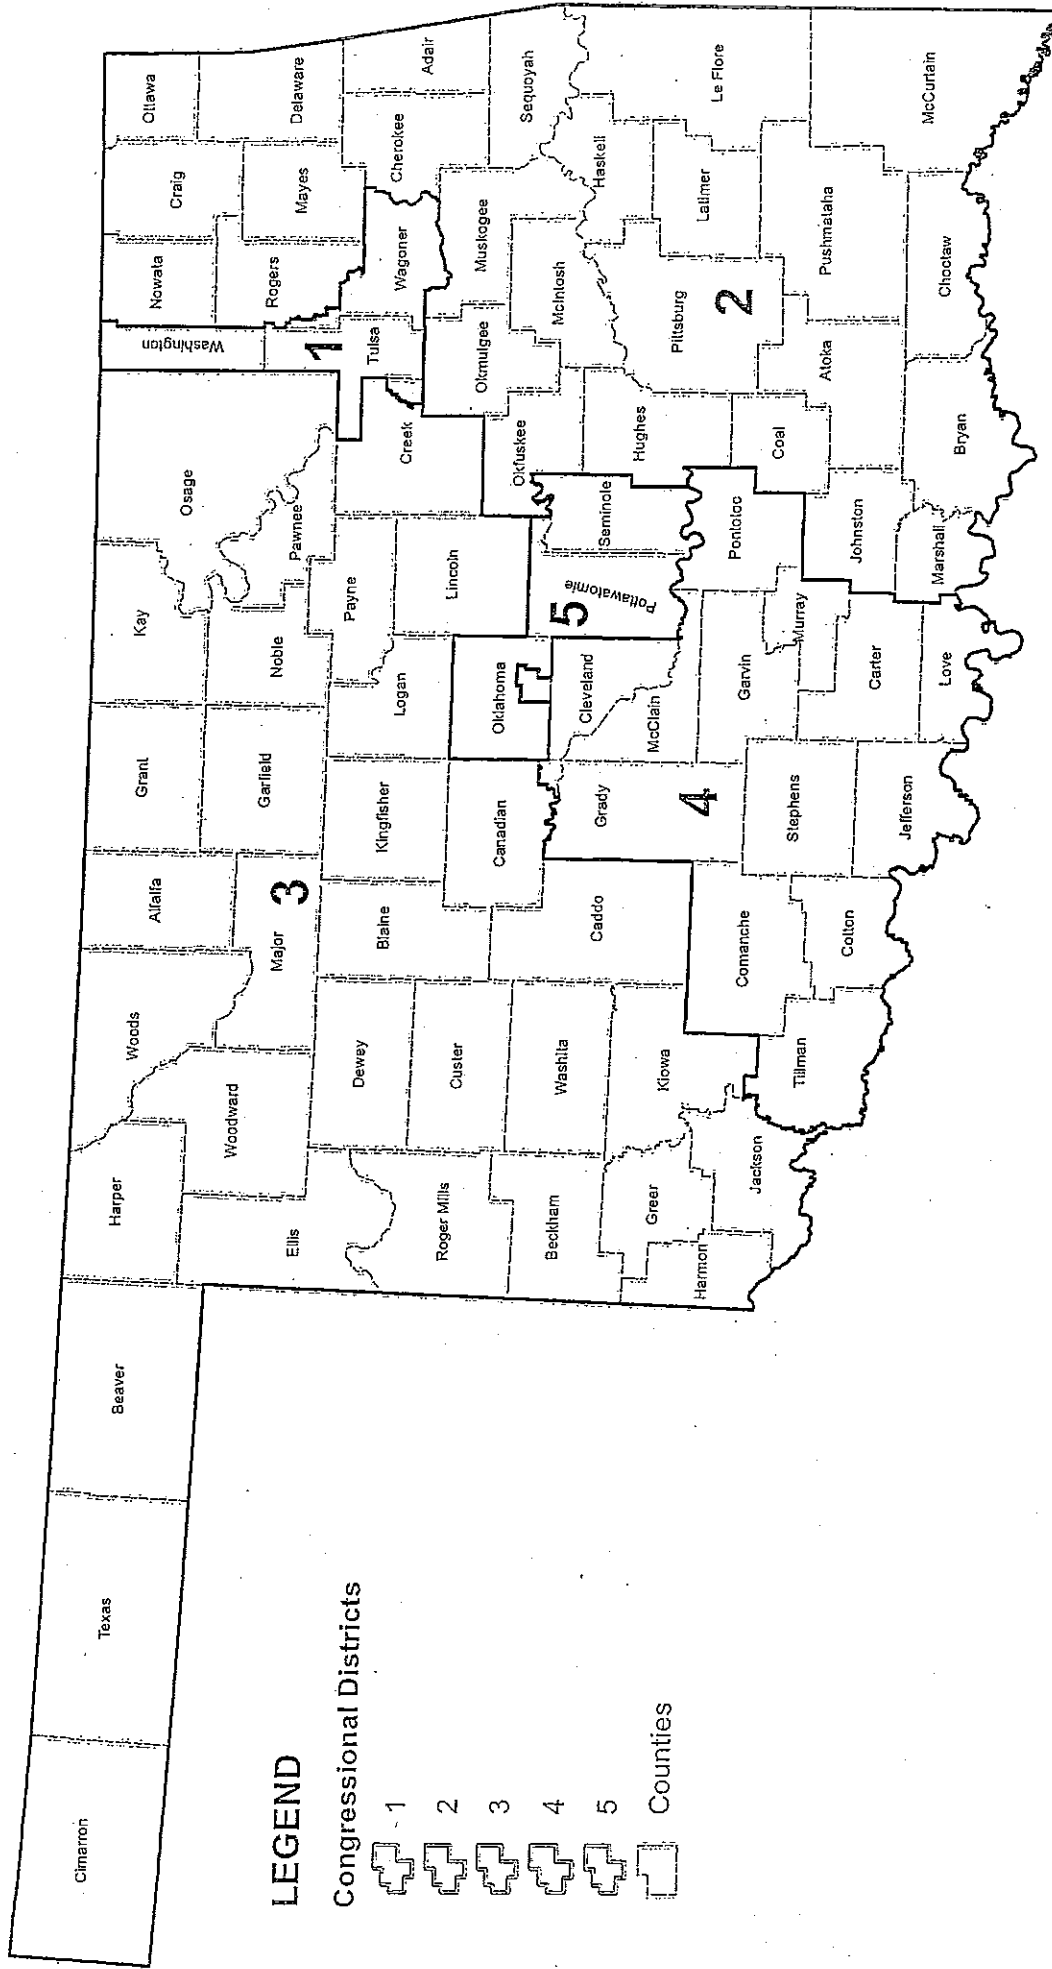 Cimarron
Texas
Beaver
Harper
Woods
Alfalfa
Grant
Kay
Osage
Washington
Nowata
Craig
Ottawa
Ellis
Woodward
Major
3
Garfield
Noble
Pawnee
Rogers
Mayes
Delaware
Dewey
Blaine
Kingfisher
Logan
Payne
Creek
1
Tulsa
Wagoner
Cherokee
Adair
Roger Mills
Custer
Canadian
Oklahoma
Lincoln
Okfuskee
Okmulgee
Muskogee
Sequoyah
Beckham
Washita
Caddo
Grady
Cleveland
McClain
5
Pottawatomie
Seminole
Hughes
McIntosh
Haskell
Le Flore
Harmon
Greer
Kiowa
Comanche
4
Garvin
Pontotoc
Coal
Pittsburg
2
Latimer
Jackson
Tillman
Cotton
Stephens
Murray
Johnston
Atoka
Pushmataha
McCurtain
Jefferson
Carter
Love
Marshall
Bryan
Choctaw
LEGEND
Congressional Districts
1
2
3
4
5
Counties